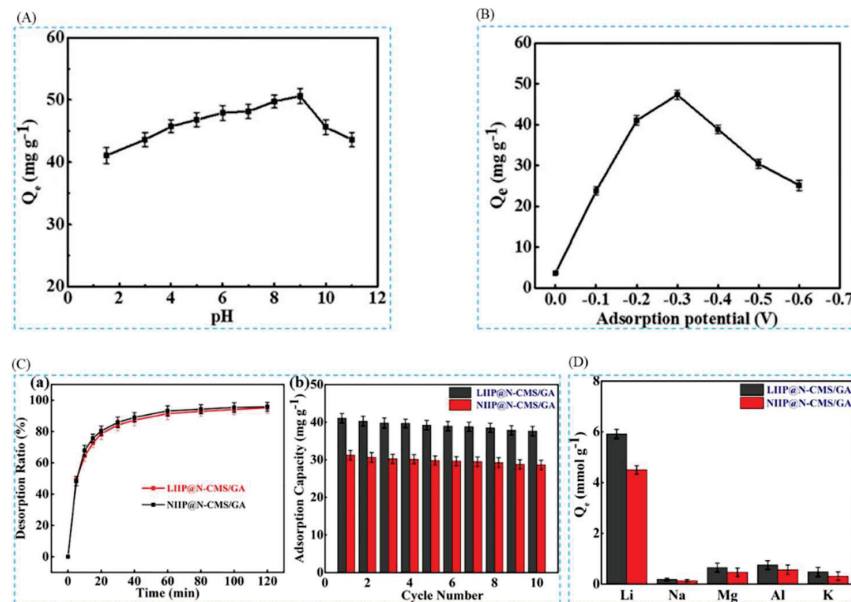 (A)
60
50
40
30
20
Qe (mg g-1)
0 2 4 6 8 10 12
pH
(B)
60
50
40
30
20
10
0
Qe (mg g-1)
0.0 -0.1 -0.2 -0.3 -0.4 -0.5 -0.6 -0.7
Adsorption potential (V)
(C)
(a)
100
80
60
40
20
0
Desorption Ratio (%)
LIIP@N-CMS/GA
NIIP@N-CMS/GA
0 20 40 60 80 100 120
Time (min)
(b)
50
40
30
20
10
0
Adsorption Capacity (mg g-1)
LIIP@N-CMS/GA
NIIP@N-CMS/GA
2 4 6 8 10
Cycle Number
(D)
8
6
4
2
0
Qe (mmol g-1)
LIIP@N-CMS/GA
NIIP@N-CMS/GA
Li Na Mg Al K